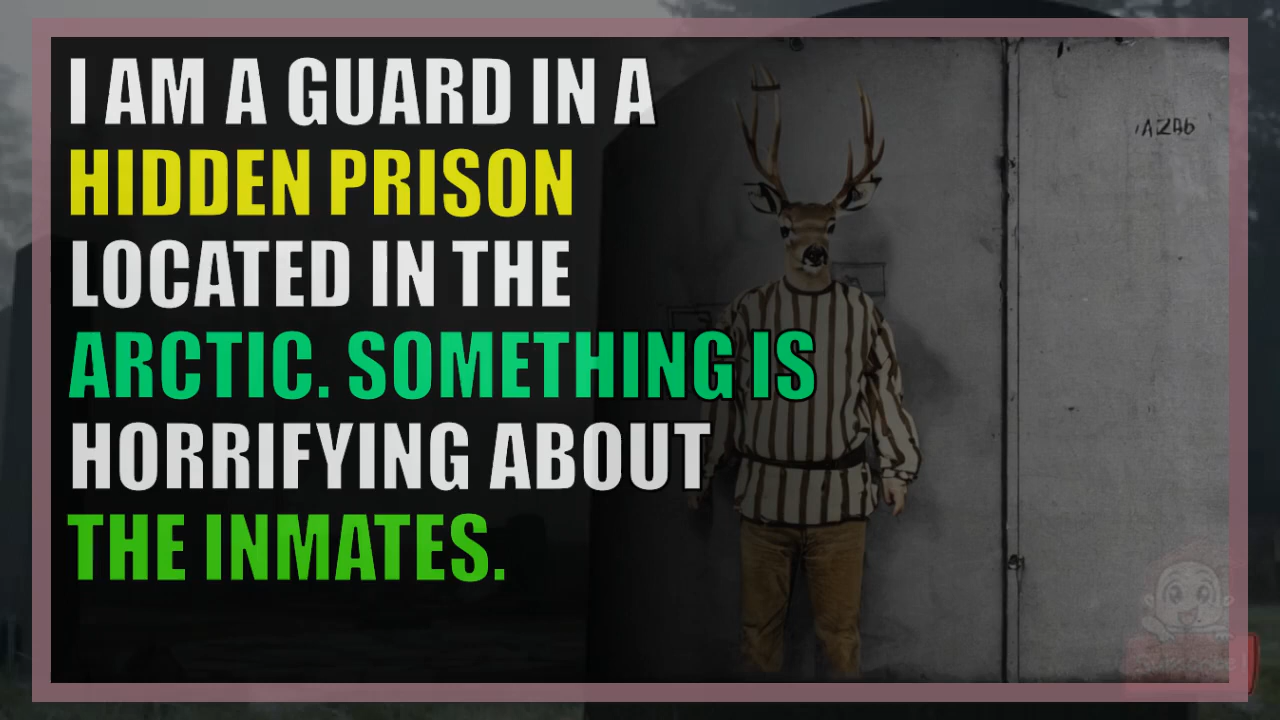 I AM A GUARD IN A
HIDDEN PRISON
LOCATED IN THE
ARCTIC. SOMETHING IS
HORRIFYING ABOUT
THE INMATES.